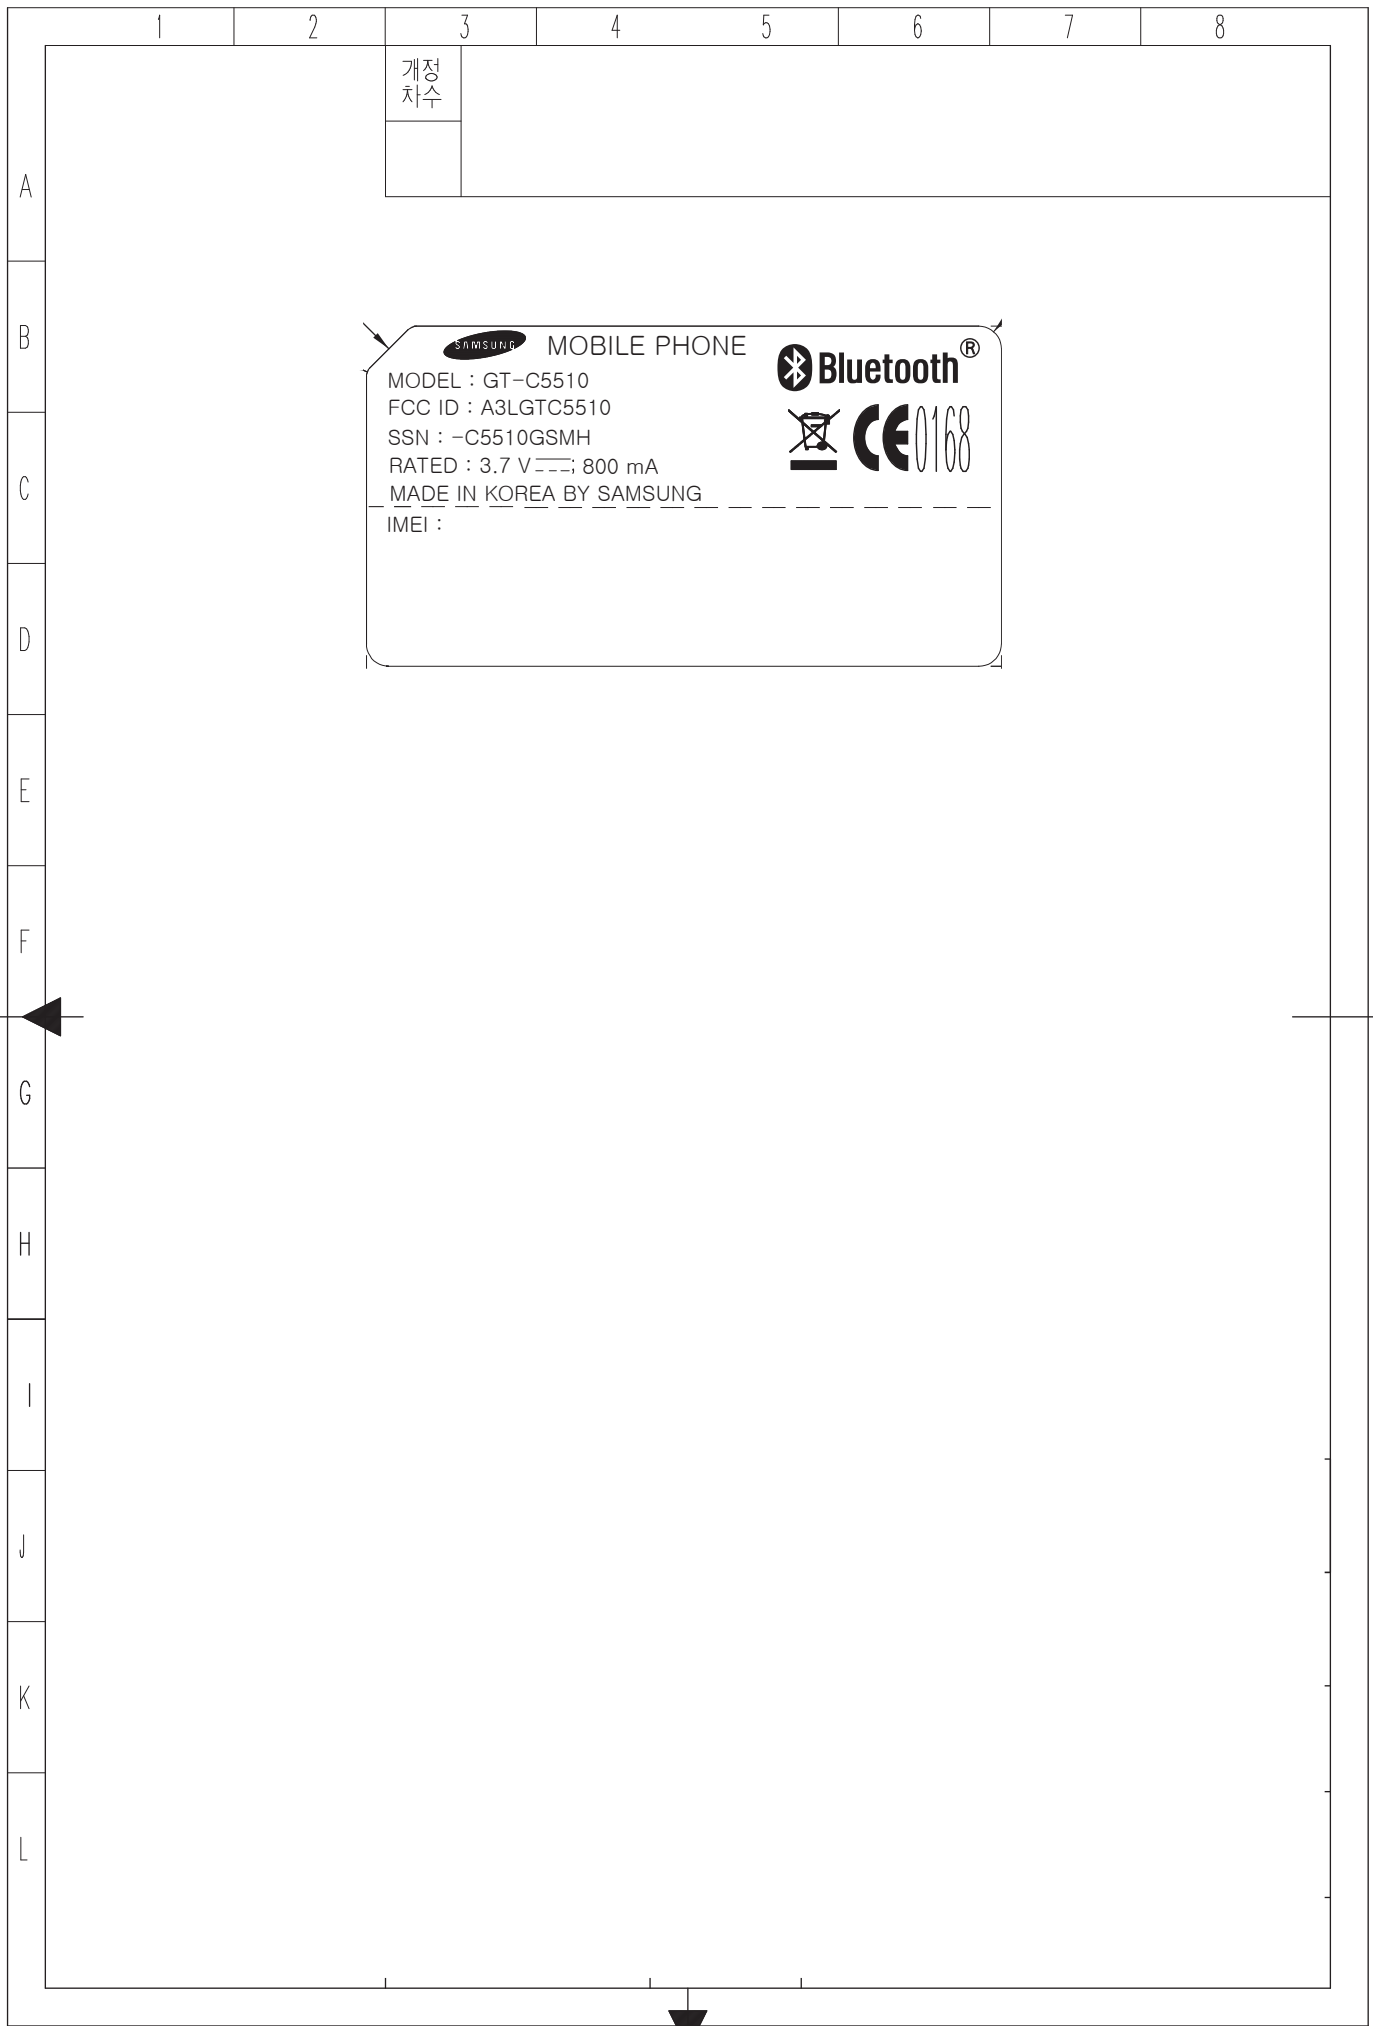 1 2 3 4 5 6 7 8
개정
차수
A
B
SAMSUNG MOBILE PHONE
Bluetooth®
MODEL : GT-C5510
FCC ID : A3LGTC5510
SSN : -C5510GSMH
RATED : 3.7 V ; 800 mA
MADE IN KOREA BY SAMSUNG
CE0168
IMEI :
C
D
E
F
G
H
I
J
K
L